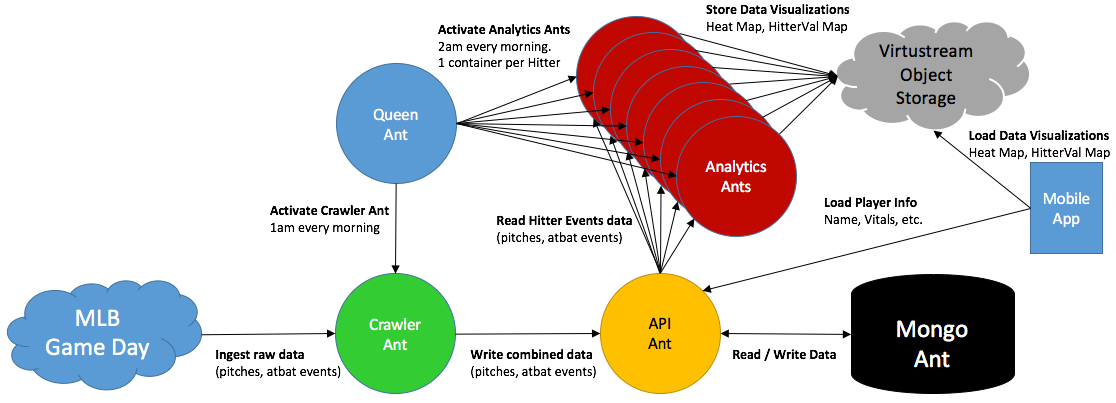 Store Data Visualizations
Heat Map, HitterVal Map
Activate Analytics Ants
2am every morning.
1 container per Hitter
Virtustream
Object
Storage
Queen
Ant
Load Data Visualizations
Heat Map, HitterVal Map
Analytics
Ants
Mobile
App
Activate Crawler Ant
1am every morning
Read Hitter Events data
(pitches, atbat events)
Load Player Info
Name, Vitals, etc.
MLB
Game Day
Crawler
Ant
API
Ant
Mongo
Ant
Ingest raw data
(pitches, atbat events)
Write combined data
(pitches, atbat events)
Read / Write Data